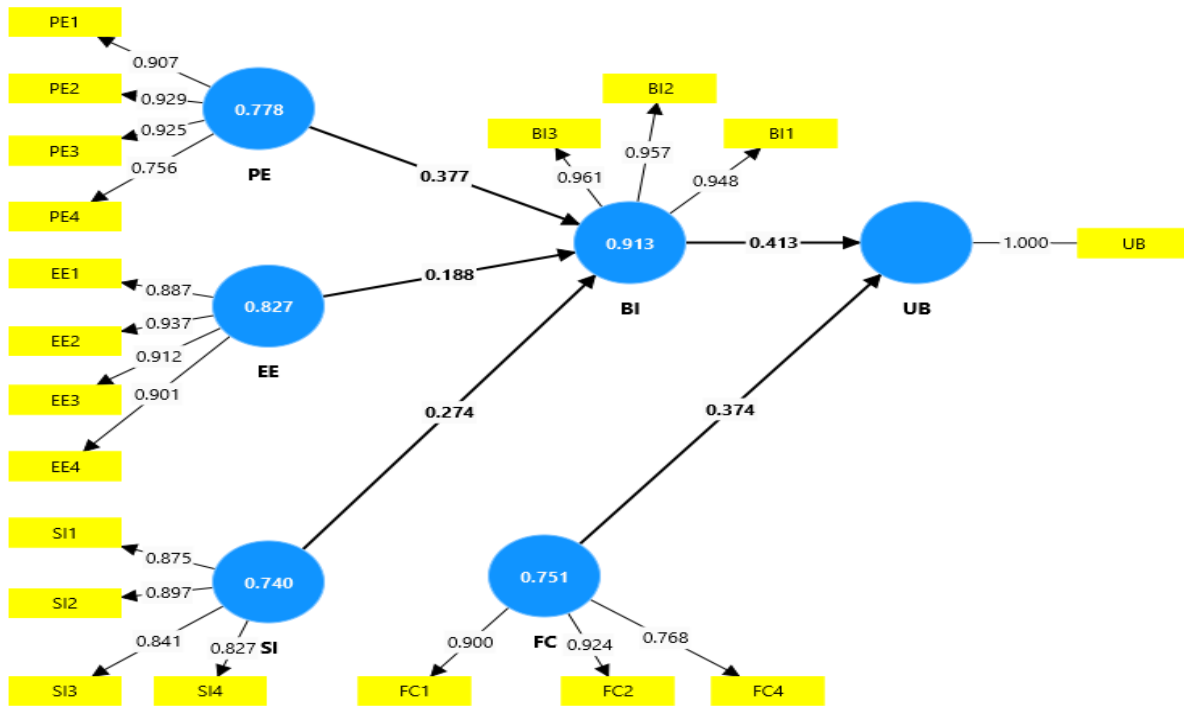 PE1
0.907
PE2
0.929
0.778
PE3
0.925
0.756
PE
PE4
0.377
BI2
BI3
BI1
0.957
0.961
0.948
0.913
0.413
1.000
UB
BI
UB
EE1
0.887
0.188
EE2
0.937
0.827
0.912
EE3
0.901
EE
EE4
0.274
0.374
SI1
0.875
SI2
0.897
0.740
0.841
0.827
SI
SI3
SI4
0.751
0.900
FC
0.924
0.768
FC1
FC2
FC4